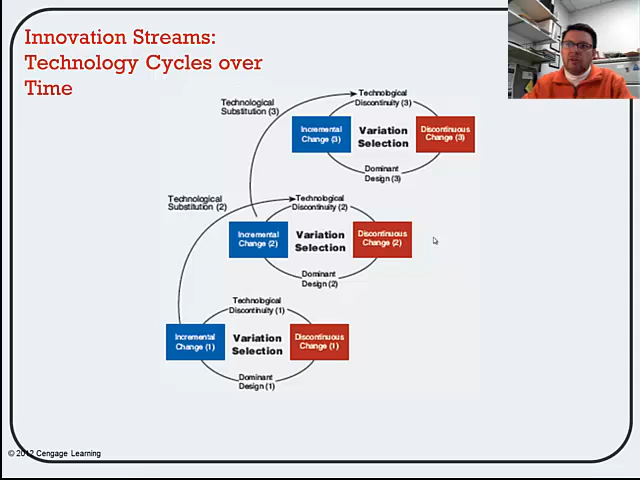 Innovation Streams:
Technology Cycles over
Time
Technological
Discontinuity (3)
Technological
Substitution (3)
Incremental
Change (3)
Variation
Selection
Discontinuous
Change (3)
Dominant
Design (3)
Technological
Substitution (2)
Technological
Discontinuity (2)
Incremental
Change (2)
Variation
Selection
Discontinuous
Change (2)
Dominant
Design (2)
Technological
Discontinuity (1)
Incremental
Change (1)
Variation
Selection
Discontinuous
Change (1)
Dominant
Design (1)
© 2012 Cengage Learning